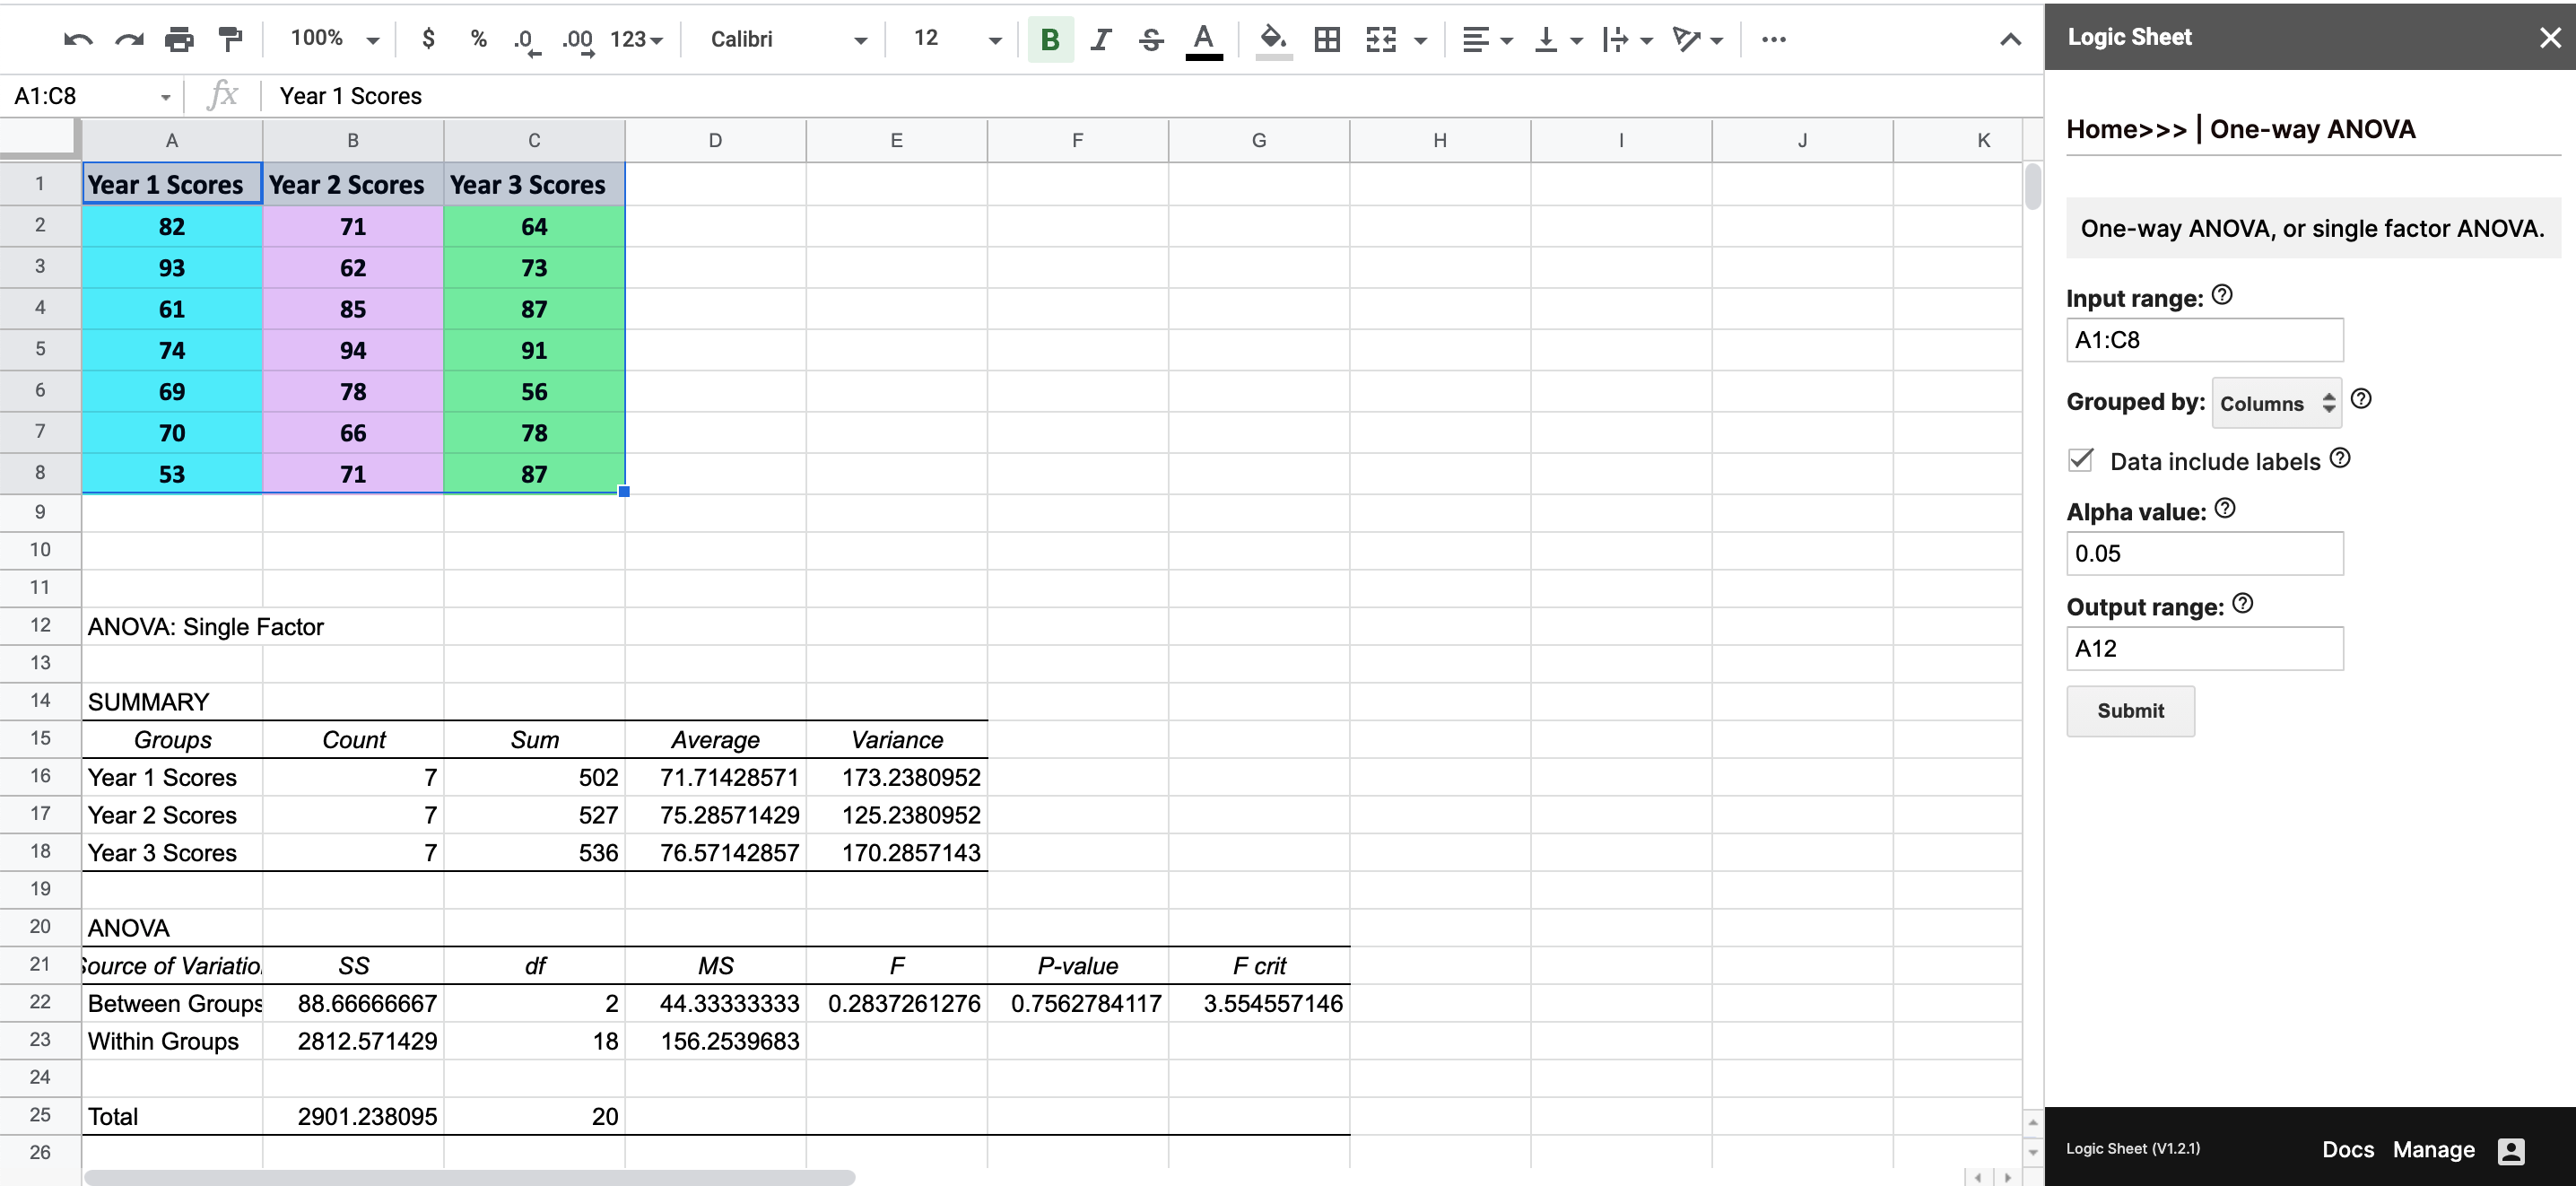 100% $ % .0 .00 123 Calibri 12 B I S A
Logic Sheet
A1:C8 fx Year 1 Scores
A B C D E F G H I J K
1 Year 1 Scores Year 2 Scores Year 3 Scores
2 82 71 64
3 93 62 73
4 61 85 87
5 74 94 91
6 69 78 56
7 70 66 78
8 53 71 87
9
10
11
12 ANOVA: Single Factor
13
14 SUMMARY
15 Groups Count Sum Average Variance
16 Year 1 Scores 7 502 71.71428571 173.2380952
17 Year 2 Scores 7 527 75.28571429 125.2380952
18 Year 3 Scores 7 536 76.57142857 170.2857143
19
20 ANOVA
21 Source of Variatio SS df MS F P-value F crit
22 Between Groups 88.66666667 2 44.33333333 0.2837261276 0.7562784117 3.554557146
23 Within Groups 2812.571429 18 156.2539683
24
25 Total 2901.238095 20
26
Home>>> | One-way ANOVA
One-way ANOVA, or single factor ANOVA.
Input range: ?
A1:C8
Grouped by: Columns ?
Data include labels ?
Alpha value: ?
0.05
Output range: ?
A12
Submit
Logic Sheet (V1.2.1) Docs Manage